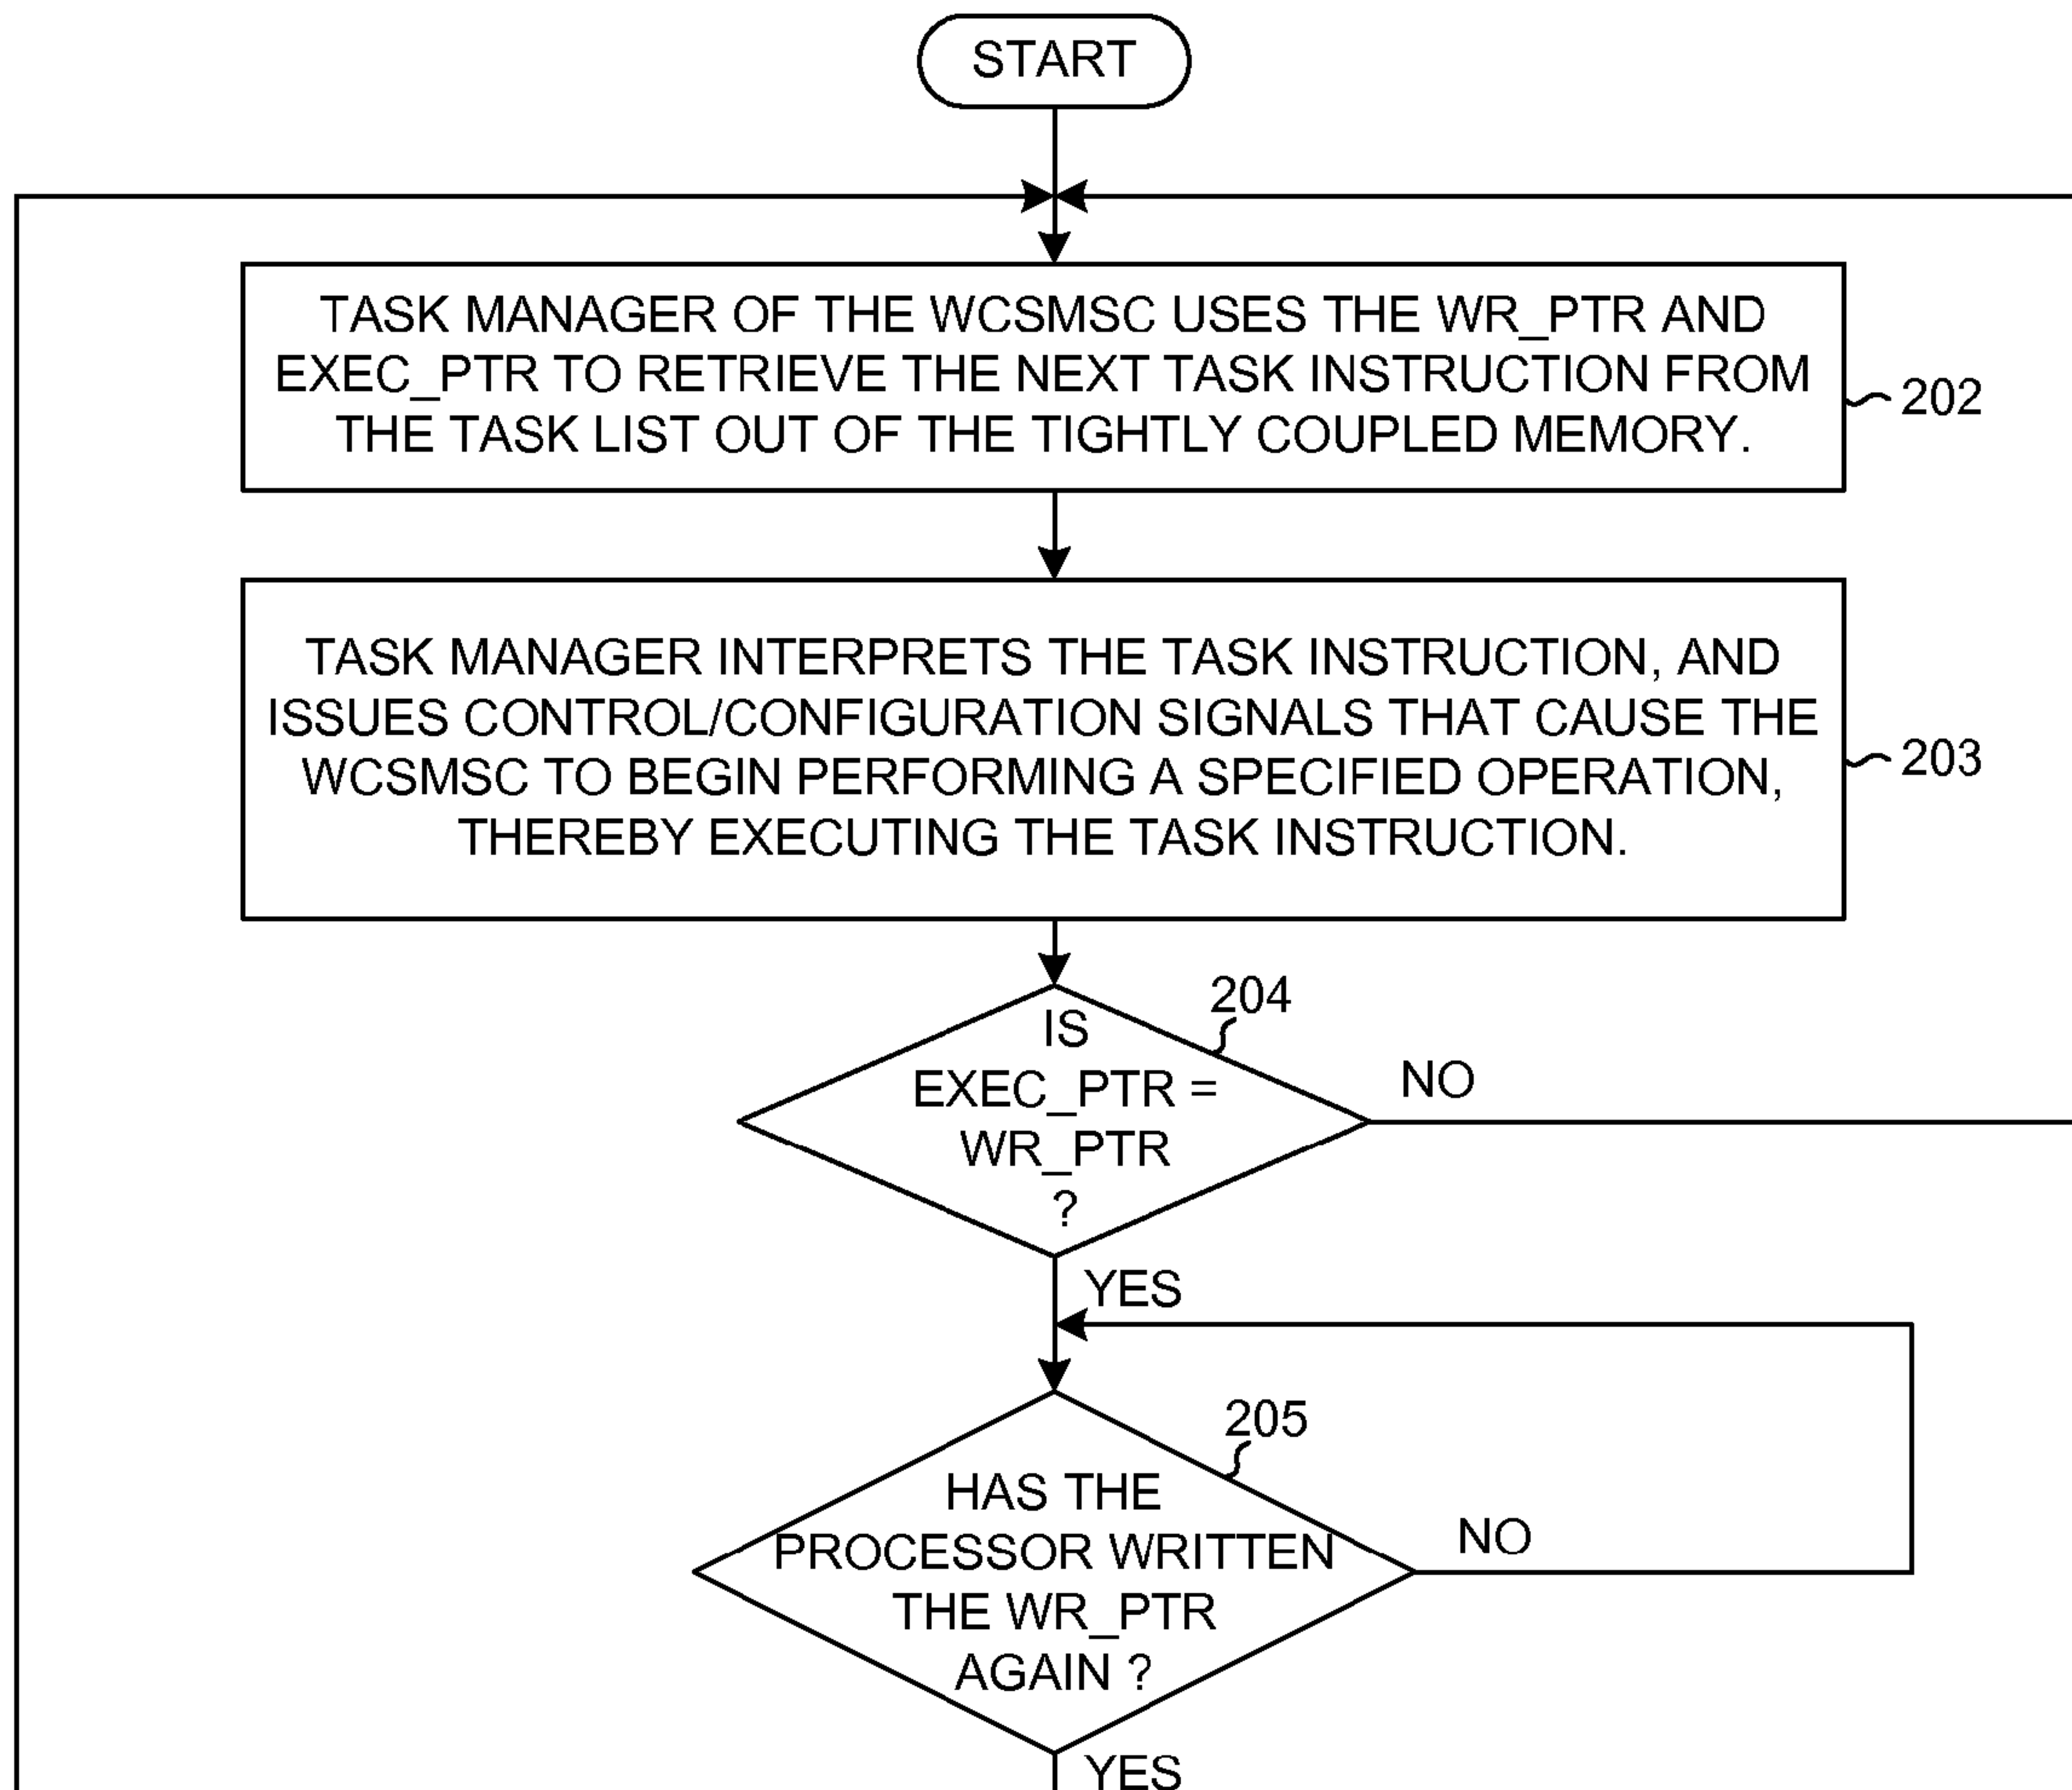 START
TASK MANAGER OF THE WCSMSC USES THE WR_PTR AND
EXEC_PTR TO RETRIEVE THE NEXT TASK INSTRUCTION FROM
THE TASK LIST OUT OF THE TIGHTLY COUPLED MEMORY.
202
TASK MANAGER INTERPRETS THE TASK INSTRUCTION, AND
ISSUES CONTROL/CONFIGURATION SIGNALS THAT CAUSE THE
WCSMSC TO BEGIN PERFORMING A SPECIFIED OPERATION,
THEREBY EXECUTING THE TASK INSTRUCTION.
203
204
IS
EXEC_PTR =
WR_PTR
?
NO
YES
205
HAS THE
PROCESSOR WRITTEN
THE WR_PTR
AGAIN ?
NO
YES